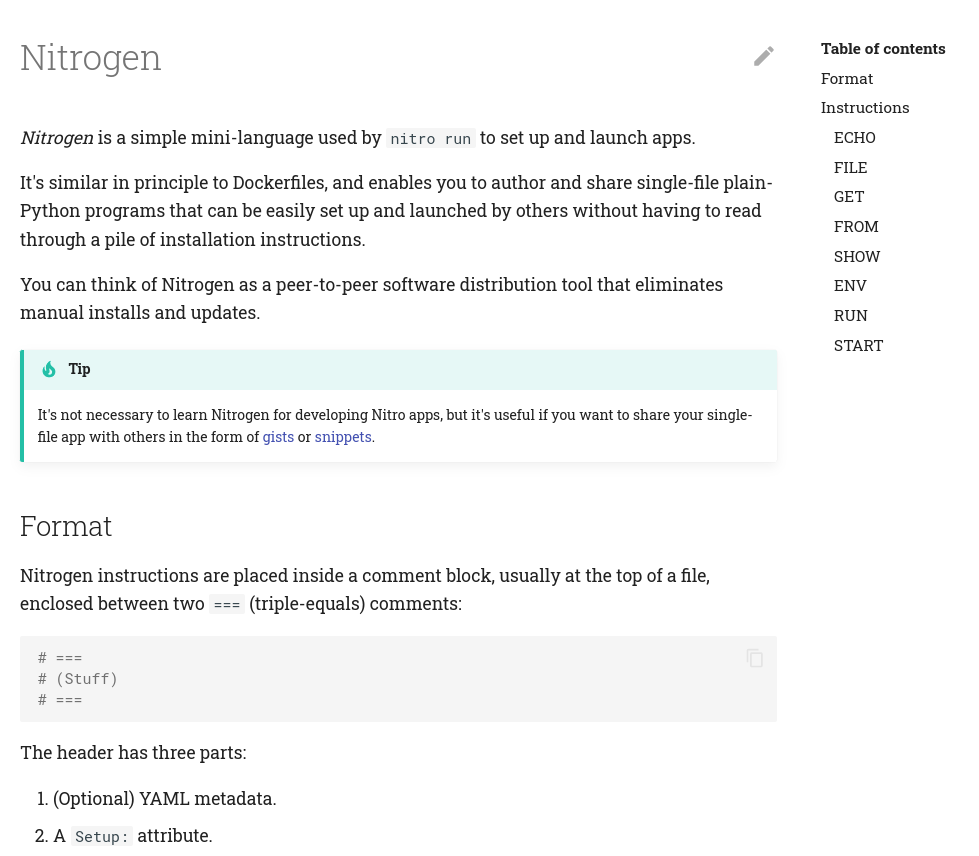 Nitrogen
Nitrogen is a simple mini-language used by nitro run to set up and launch apps.
It's similar in principle to Dockerfiles, and enables you to author and share single-file plain-
Python programs that can be easily set up and launched by others without having to read
through a pile of installation instructions.
You can think of Nitrogen as a peer-to-peer software distribution tool that eliminates
manual installs and updates.
Tip
It's not necessary to learn Nitrogen for developing Nitro apps, but it's useful if you want to share your single-
file app with others in the form of gists or snippets.
Format
Nitrogen instructions are placed inside a comment block, usually at the top of a file,
enclosed between two === (triple-equals) comments:
# ===
# (Stuff)
# ===
The header has three parts:
1. (Optional) YAML metadata.
2. A Setup: attribute.
Table of contents
Format
Instructions
ECHO
FILE
GET
FROM
SHOW
ENV
RUN
START